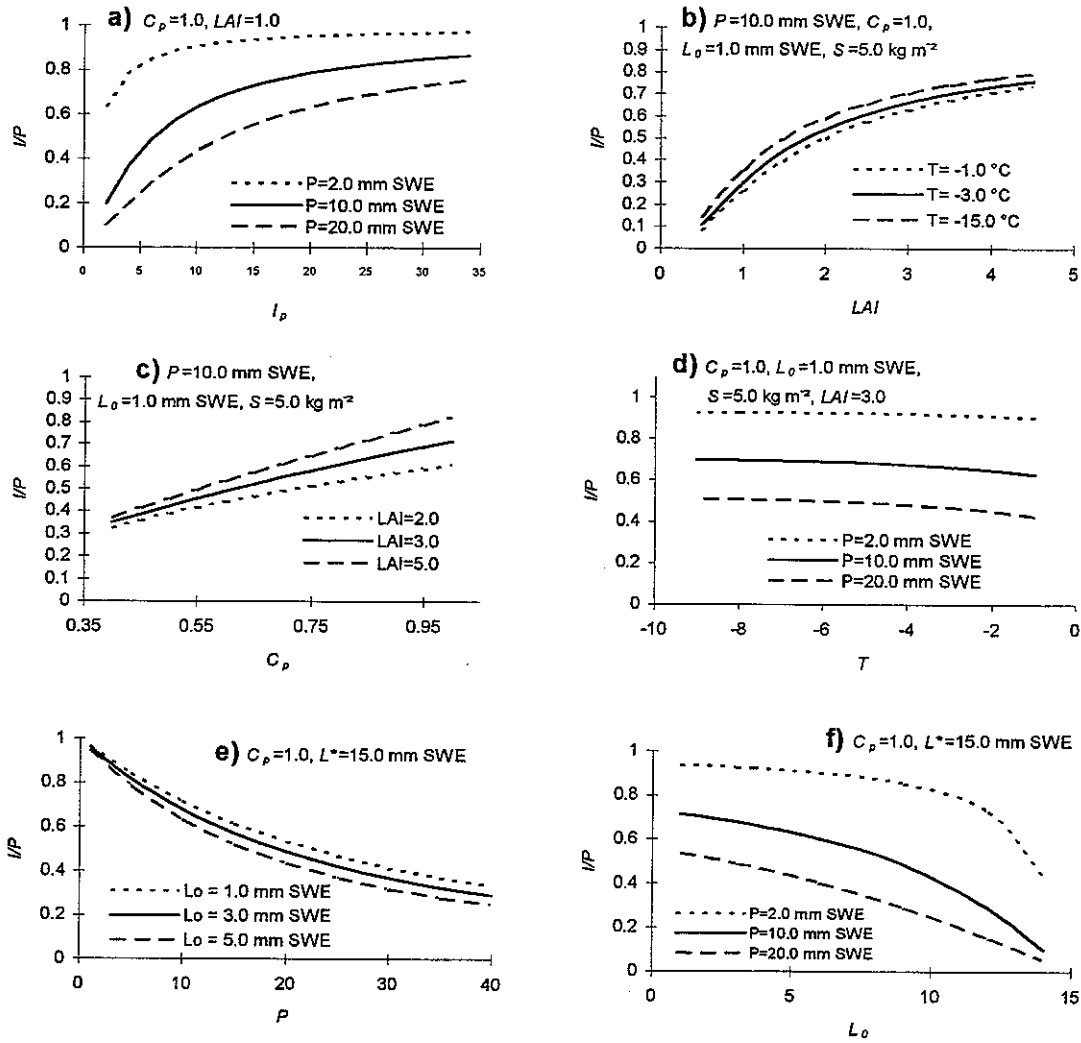 a) C_p=1.0, LAI=1.0
1
0.8
0.6
0.4
0.2
0
I/P
P=2.0 mm SWE
P=10.0 mm SWE
P=20.0 mm SWE
0 5 10 15 20 25 30 35
I_p
b) P=10.0 mm SWE, C_p=1.0,
L_0=1.0 mm SWE, S=5.0 kg m⁻²
1
0.9
0.8
0.7
0.6
0.5
0.4
0.3
0.2
0.1
0
I/P
T= -1.0 °C
T= -3.0 °C
T= -15.0 °C
0 1 2 3 4 5
LAI
c) P=10.0 mm SWE,
L_0=1.0 mm SWE, S=5.0 kg m⁻²
1
0.9
0.8
0.7
0.6
0.5
0.4
0.3
0.2
0.1
0
I/P
LAI=2.0
LAI=3.0
LAI=5.0
0.35 0.55 0.75 0.95
C_p
d) C_p=1.0, L_0=1.0 mm SWE,
S=5.0 kg m⁻², LAI=3.0
1
0.8
0.6
0.4
0.2
0
I/P
P=2.0 mm SWE
P=10.0 mm SWE
P=20.0 mm SWE
-10 -8 -6 -4 -2 0
T
e) C_p=1.0, L*=15.0 mm SWE
1
0.8
0.6
0.4
0.2
0
I/P
Lo = 1.0 mm SWE
Lo = 3.0 mm SWE
Lo = 5.0 mm SWE
0 10 20 30 40
P
f) C_p=1.0, L*=15.0 mm SWE
1
0.8
0.6
0.4
0.2
0
I/P
P=2.0 mm SWE
P=10.0 mm SWE
P=20.0 mm SWE
0 5 10 15
L_0